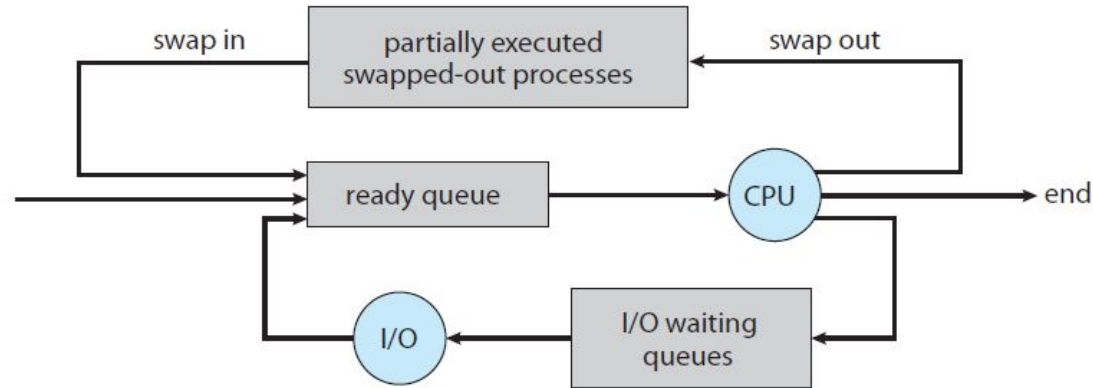 swap in
partially executed
swapped-out processes
swap out
ready queue
CPU
end
I/O
I/O waiting
queues